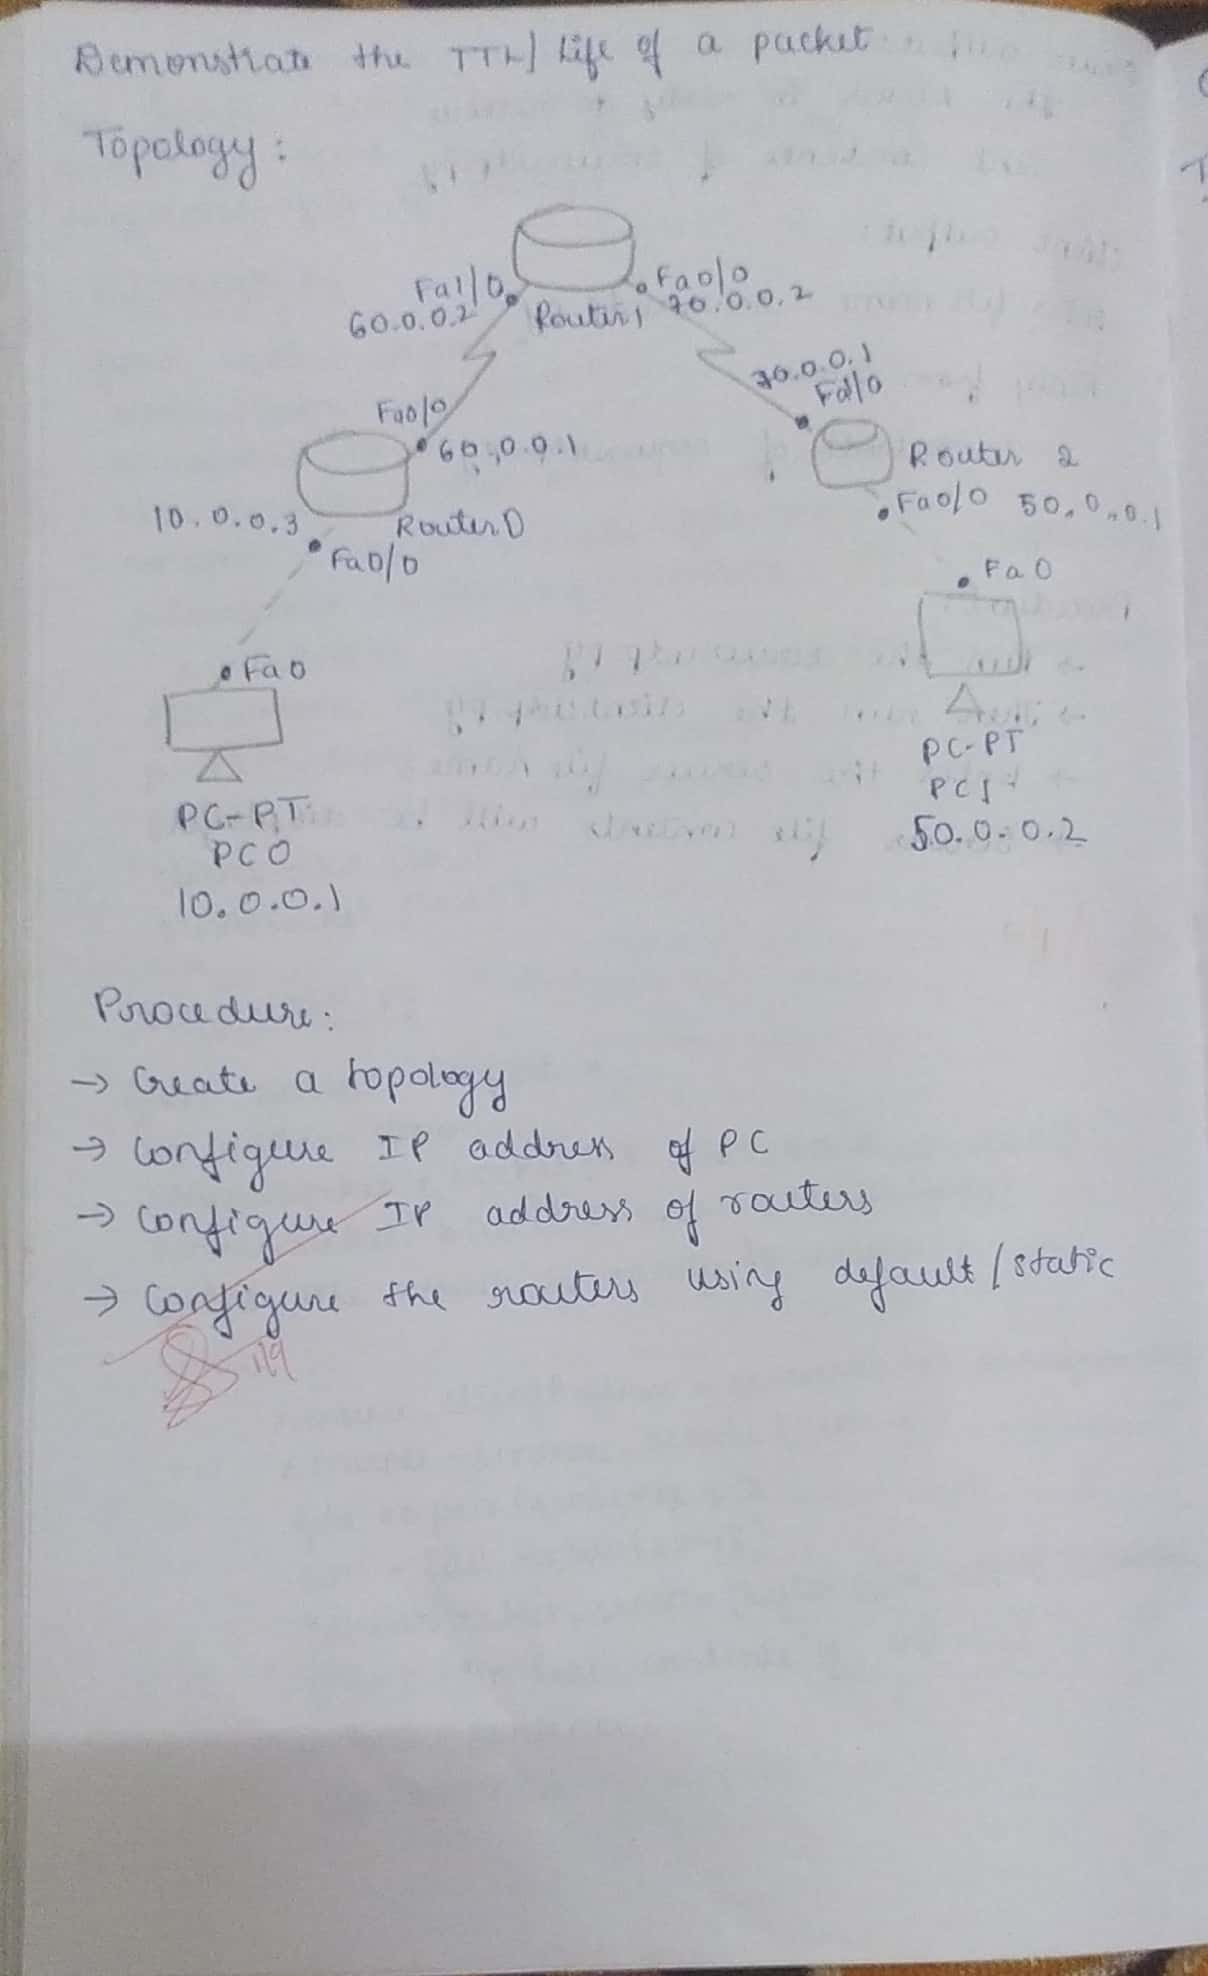 Demonstrate the TTL/ Life of a packet
Topology:
Fa1/0
60.0.0.2
Router1
Fa0/0
70.0.0.2
70.0.0.1
Fa0/0
60.0.0.1
Router 2
Fa0/0 50.0.0.1
10.0.0.3
Router0
Fa0/0
Fa0
Fa0
PC-PT
PC1
50.0.0.2
PC-PT
PC0
10.0.0.1
Procedure:
→ Create a topology
→ Configure IP address of PC
→ Configure IP address of routers
→ Configure the routers using default/static